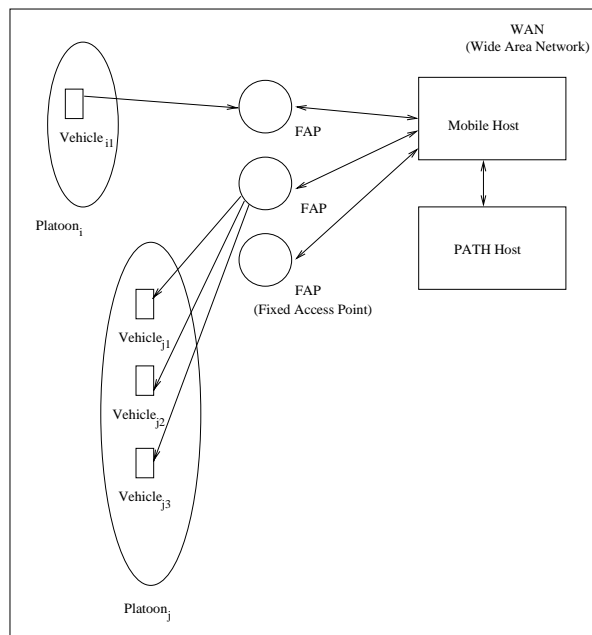 WAN
(Wide Area Network)
Mobile Host
FAP
Vehicle i1
FAP
Platoon i
PATH Host
FAP
(Fixed Access Point)
Vehicle j1
Vehicle j2
Vehicle j3
Platoon j